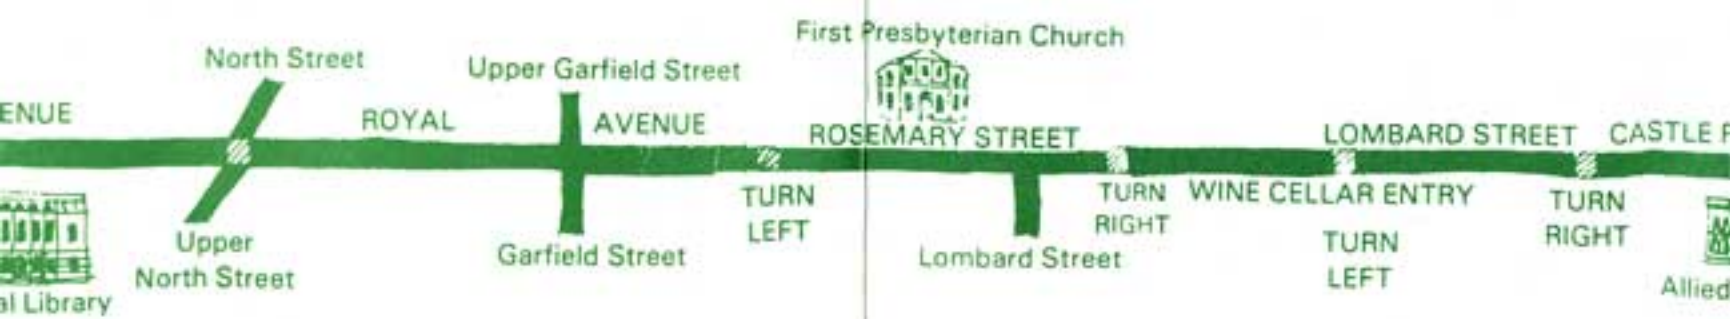 First Presbyterian Church
North Street
Upper Garfield Street
ENUE
ROYAL
AVENUE
ROSEMARY STREET
LOMBARD STREET
CASTLE
TURN
LEFT
TURN
RIGHT
WINE CELLAR ENTRY
TURN
LEFT
TURN
RIGHT
Upper
North Street
Garfield Street
Lombard Street
al Library
Allied